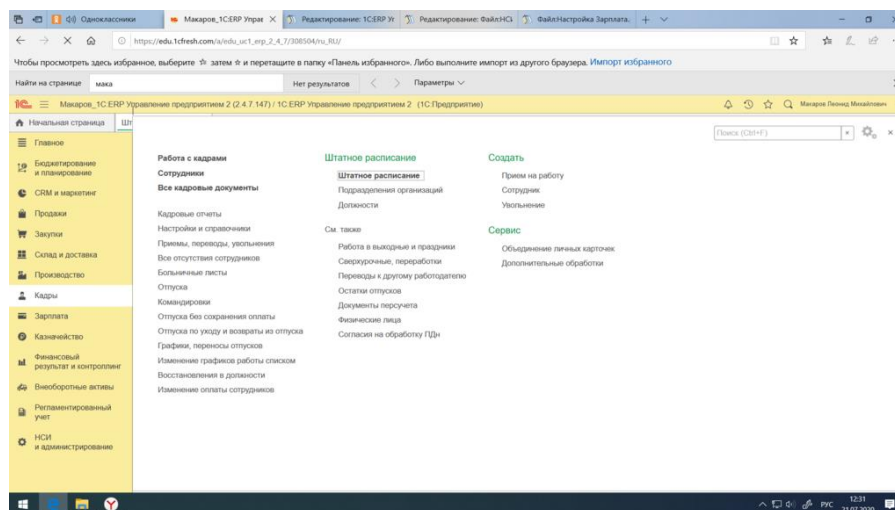 (1) Одноклассники
Макаров_1С:ERP Управ
Редактирование: 1С:ERP Уг
Редактирование: Файл:НСИ
Файл:Настройка Зарплата.
https://edu.1cfresh.com/a/edu_uc1_erp_2_4_7/308504/ru_RU/
Чтобы просмотреть здесь избранное, выберите затем и перетащите в папку «Панель избранного». Либо выполните импорт из другого браузера. Импорт избранного
Найти на странице мака Нет результатов Параметры
1С Макаров_1С:ERP Управление предприятием 2 (2.4.7.147) / 1С:ERP Управление предприятием 2 (1С:Предприятие) Макаров Леонид Михайлович
Начальная страница Шт
Поиск (Ctrl+F)
Главное
Бюджетирование
и планирование
CRM и маркетинг
Продажи
Закупки
Склад и доставка
Производство
Кадры
Зарплата
Казначейство
Финансовый
результат и контроллинг
Внеоборотные активы
Регламентированный
учет
НСИ
и администрирование
Работа с кадрами
Сотрудники
Все кадровые документы
Кадровые отчеты
Настройки и справочники
Приемы, переводы, увольнения
Все отсутствия сотрудников
Больничные листы
Отпуска
Командировки
Отпуска без сохранения оплаты
Отпуска по уходу и возвраты из отпуска
Графики, переносы отпусков
Изменение графиков работы списком
Восстановления в должности
Изменение оплаты сотрудников
Штатное расписание
Штатное расписание
Подразделения организаций
Должности
См. также
Работа в выходные и праздники
Сверхурочные, переработки
Переводы к другому работодателю
Остатки отпусков
Документы персучета
Физические лица
Согласия на обработку ПДн
Создать
Прием на работу
Сотрудник
Увольнение
Сервис
Объединение личных карточек
Дополнительные обработки
РУС
12:31
21.07.2020